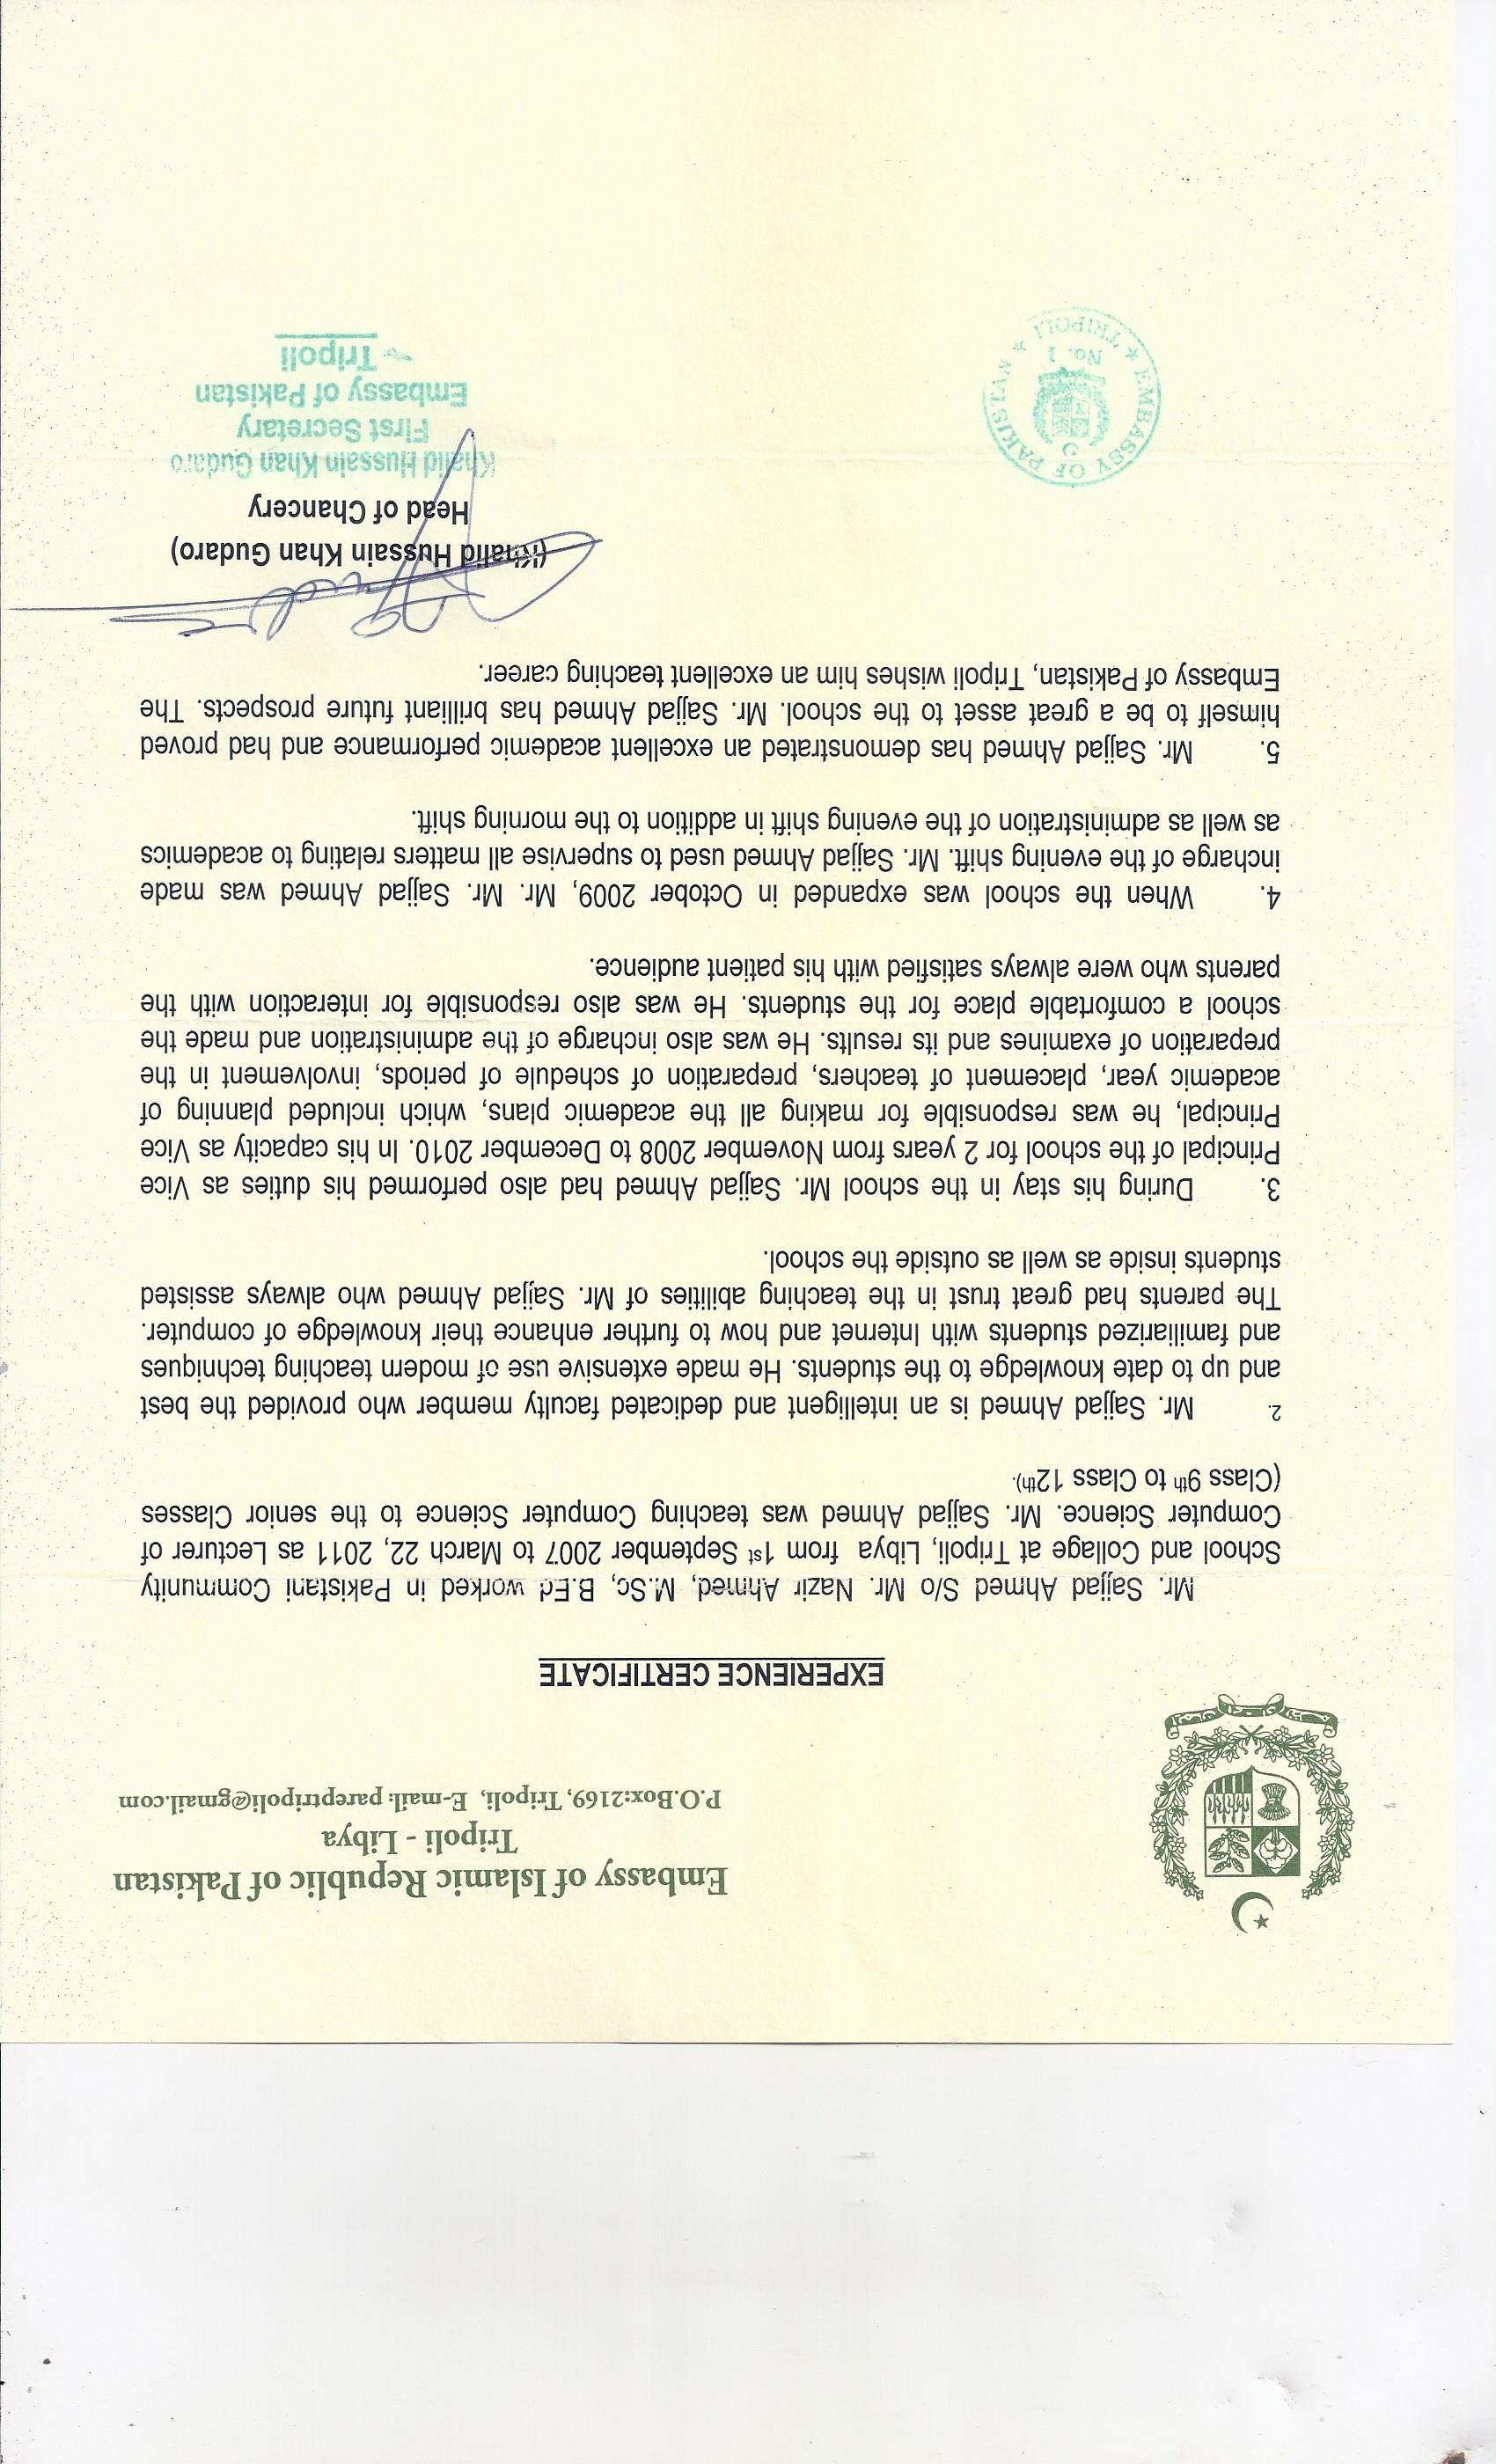 Embassy of Islamic Republic of Pakistan
Tripoli - Libya
P.O.Box:2169, Tripoli, E-mail: pareptripoli@gmail.com
EXPERIENCE CERTIFICATE
Mr. Sajjad Ahmed S/o Mr. Nazir Ahmed, M.Sc, B.Ed worked in Pakistani Community
School and Collage at Tripoli, Libya from 1st September 2007 to March 22, 2011 as Lecturer of
Computer Science. Mr. Sajjad Ahmed was teaching Computer Science to the senior Classes
(Class 9th to Class 12th).
2. Mr. Sajjad Ahmed is an intelligent and dedicated faculty member who provided the best
and up to date knowledge to the students. He made extensive use of modern teaching techniques
and familiarized students with Internet and how to further enhance their knowledge of computer.
The parents had great trust in the teaching abilities of Mr. Sajjad Ahmed who always assisted
students inside as well as outside the school.
3. During his stay in the school Mr. Sajjad Ahmed had also performed his duties as Vice
Principal of the school for 2 years from November 2008 to December 2010. In his capacity as Vice
Principal, he was responsible for making all the academic plans, which included planning of
academic year, placement of teachers, preparation of schedule of periods, involvement in the
preparation of examines and its results. He was also incharge of the administration and made the
school a comfortable place for the students. He was also responsible for interaction with the
parents who were always satisfied with his patient audience.
4. When the school was expanded in October 2009, Mr. Mr. Sajjad Ahmed was made
incharge of the evening shift. Mr. Sajjad Ahmed used to supervise all matters relating to academics
as well as administration of the evening shift in addition to the morning shift.
5. Mr. Sajjad Ahmed has demonstrated an excellent academic performance and had proved
himself to be a great asset to the school. Mr. Sajjad Ahmed has brilliant future prospects. The
Embassy of Pakistan, Tripoli wishes him an excellent teaching career.
(Khalid Hussain Khan Gudaro)
Head of Chancery
Khalid Hussain Khan Gudaro
First Secretary
Embassy of Pakistan
Tripoli
EMBASSY OF PAKISTAN
No. 1
★ TRIPOLI ★